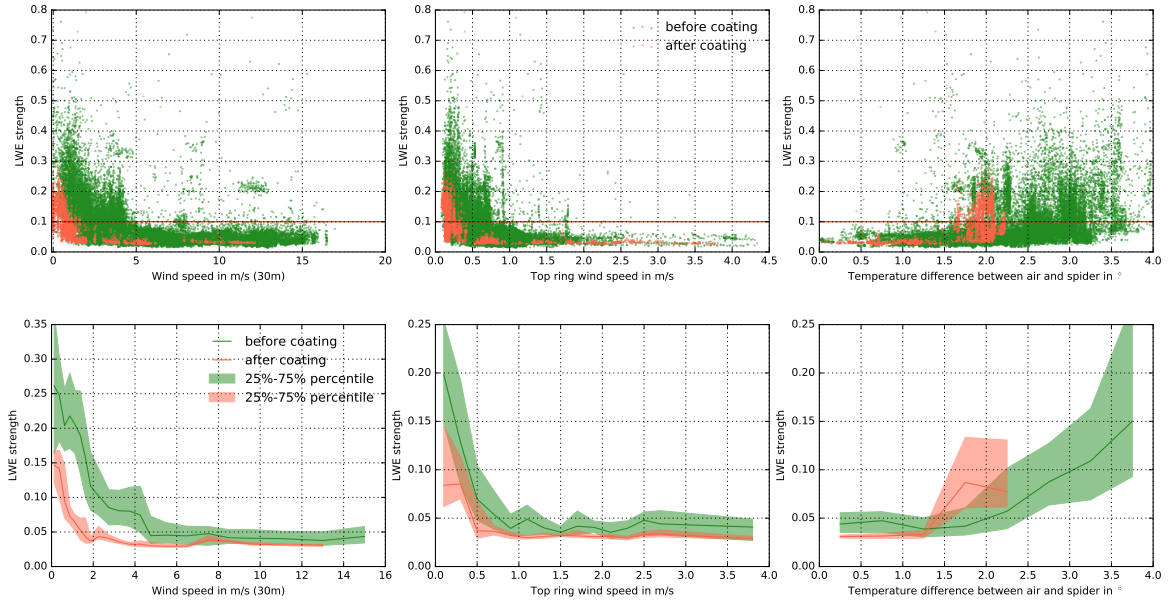 0.8
0.7
0.6
0.5
0.4
0.3
0.2
0.1
0.0
LWE strength
0 5 10 15 20
Wind speed in m/s (30m)
0.8
0.7
0.6
0.5
0.4
0.3
0.2
0.1
0.0
LWE strength
before coating
after coating
0.0 0.5 1.0 1.5 2.0 2.5 3.0 3.5 4.0 4.5
Top ring wind speed in m/s
0.8
0.7
0.6
0.5
0.4
0.3
0.2
0.1
0.0
LWE strength
0.0 0.5 1.0 1.5 2.0 2.5 3.0 3.5 4.0
Temperature difference between air and spider in °
0.35
0.30
0.25
0.20
0.15
0.10
0.05
0.00
LWE strength
before coating
after coating
25%-75% percentile
25%-75% percentile
0 2 4 6 8 10 12 14 16
Wind speed in m/s (30m)
0.25
0.20
0.15
0.10
0.05
0.00
LWE strength
0.0 0.5 1.0 1.5 2.0 2.5 3.0 3.5 4.0
Top ring wind speed in m/s
0.25
0.20
0.15
0.10
0.05
0.00
LWE strength
0.0 0.5 1.0 1.5 2.0 2.5 3.0 3.5 4.0
Temperature difference between air and spider in °